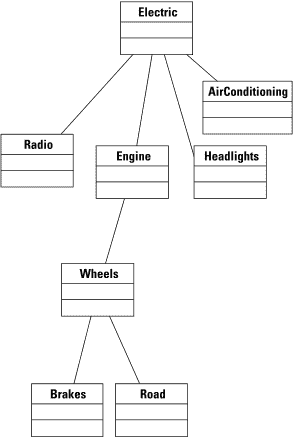 Electric
AirConditioning
Radio
Engine
Headlights
Wheels
Brakes
Road